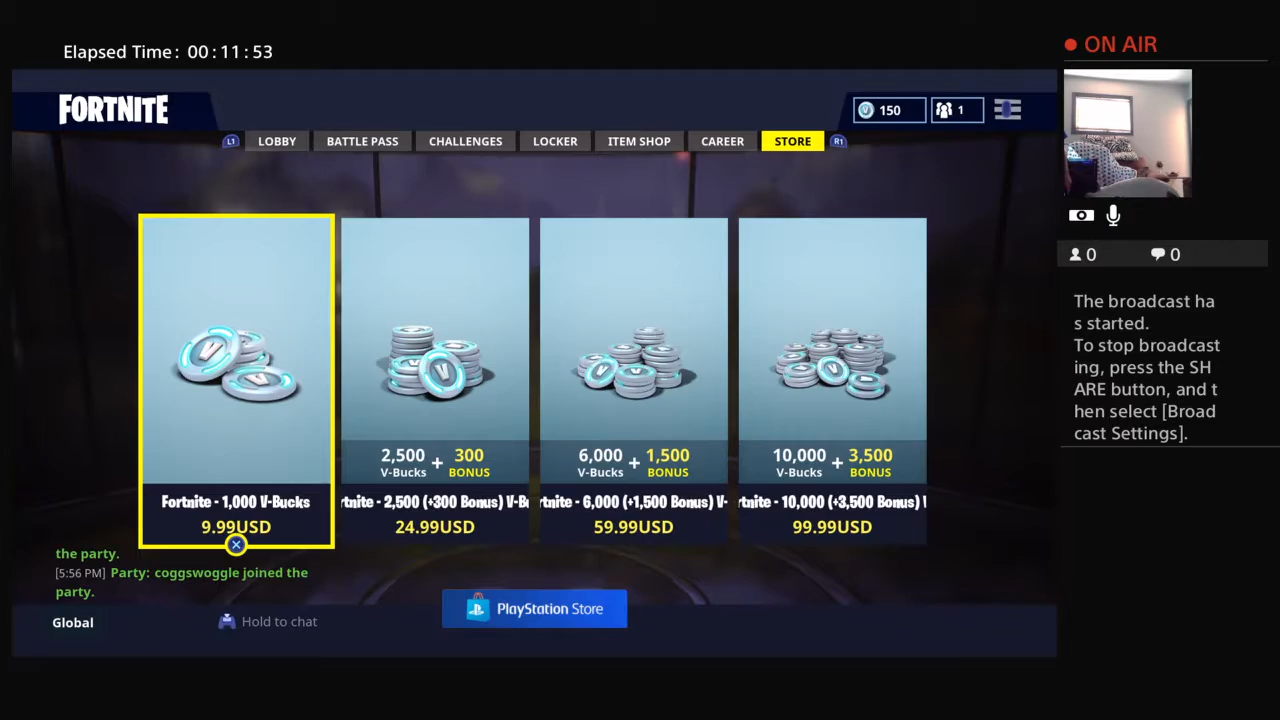 Elapsed Time: 00:11:53
ON AIR
FORTNITE
150
1
L1 LOBBY BATTLE PASS CHALLENGES LOCKER ITEM SHOP CAREER STORE R1
0 0
The broadcast ha
s started.
To stop broadcast
ing, press the SH
ARE button, and t
hen select [Broad
cast Settings].
2,500 + 300
V-Bucks BONUS
6,000 + 1,500
V-Bucks BONUS
10,000 + 3,500
V-Bucks BONUS
Fortnite - 1,000 V-Bucks
9.99USD
rtnite - 2,500 (+300 Bonus) V-Bu
24.99USD
rtnite - 6,000 (+1,500 Bonus) V-
59.99USD
rtnite - 10,000 (+3,500 Bonus) V
99.99USD
the party.
[5:56 PM] Party: coggswoggle joined the
party.
Global
Hold to chat
PlayStation Store